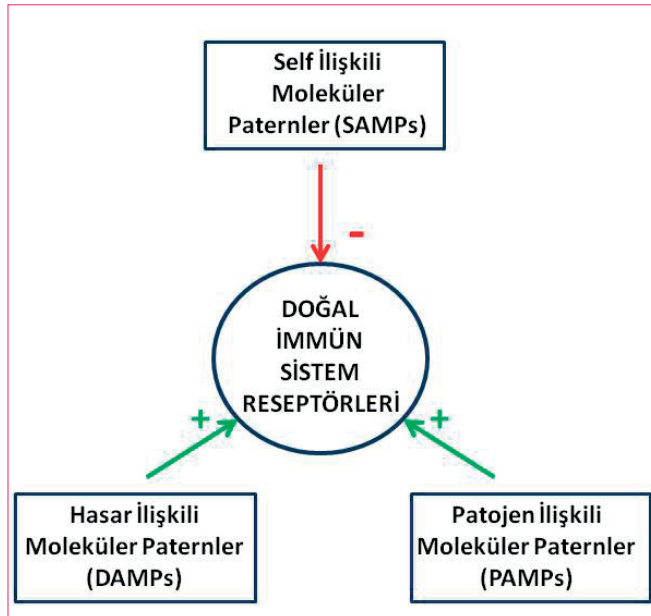 Self İlişkili
Moleküler
Paternler (SAMPs)
-
DOĞAL
İMMÜN
SİSTEM
RESEPTÖRLERİ
+
+
Hasar İlişkili
Moleküler Paternler
(DAMPs)
Patojen İlişkili
Moleküler Paternler
(PAMPs)